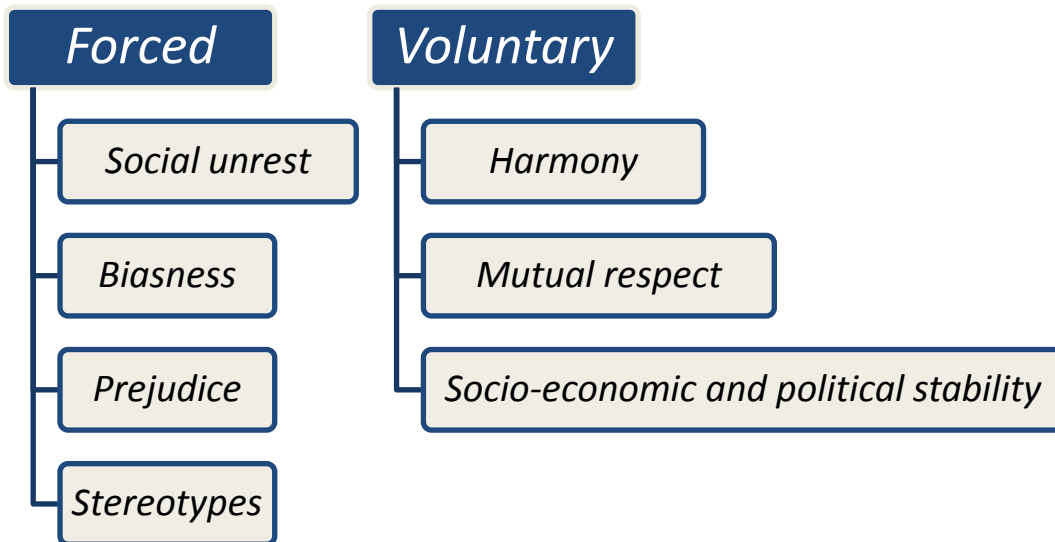 Forced
Social unrest
Biasness
Prejudice
Stereotypes
Voluntary
Harmony
Mutual respect
Socio-economic and political stability